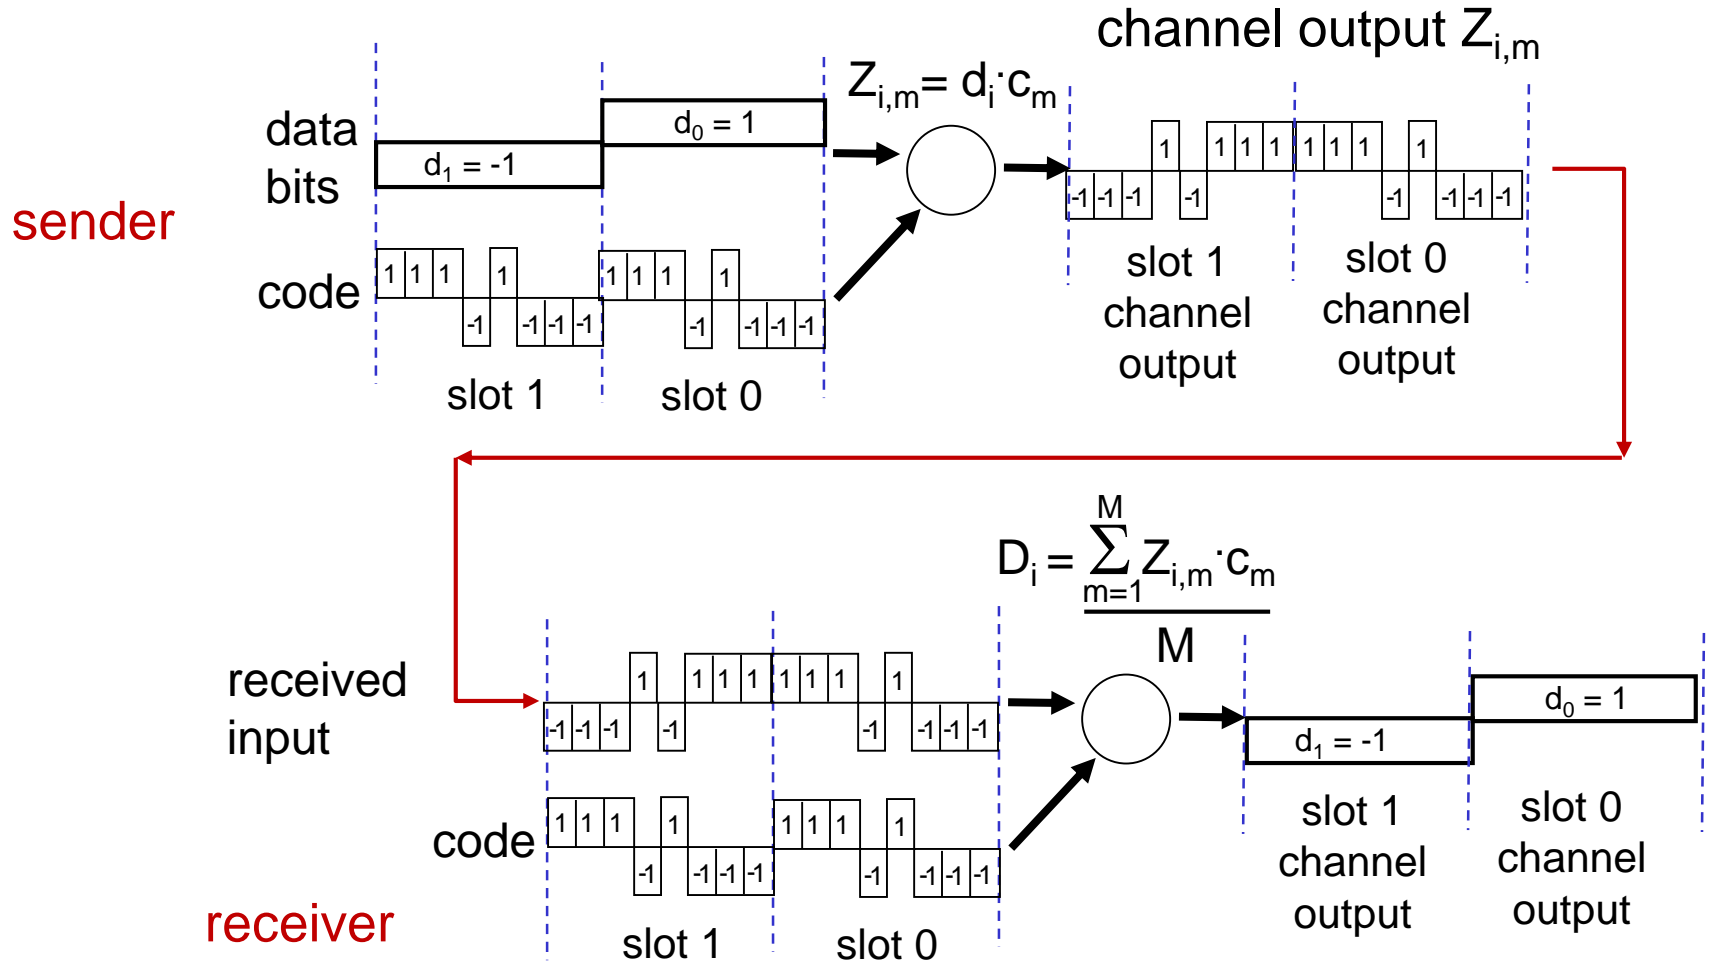 channel output Z_{i,m}
Z_{i,m} = d_i·c_m
data bits
d_1 = -1
d_0 = 1
sender
code
1 1 1 -1 1 -1 -1 -1
1 1 1 -1 1 -1 -1 -1
slot 1
slot 0
-1 -1 -1 1 -1 1 1 1
1 1 1 -1 1 -1 -1 -1
slot 1
channel
output
slot 0
channel
output
D_i = \frac{\sum_{m=1}^{M} Z_{i,m}·c_m}{M}
received
input
-1 -1 -1 1 -1 1 1 1
1 1 1 -1 1 -1 -1 -1
code
1 1 1 -1 1 -1 -1 -1
1 1 1 -1 1 -1 -1 -1
receiver
slot 1
slot 0
d_1 = -1
d_0 = 1
slot 1
channel
output
slot 0
channel
output